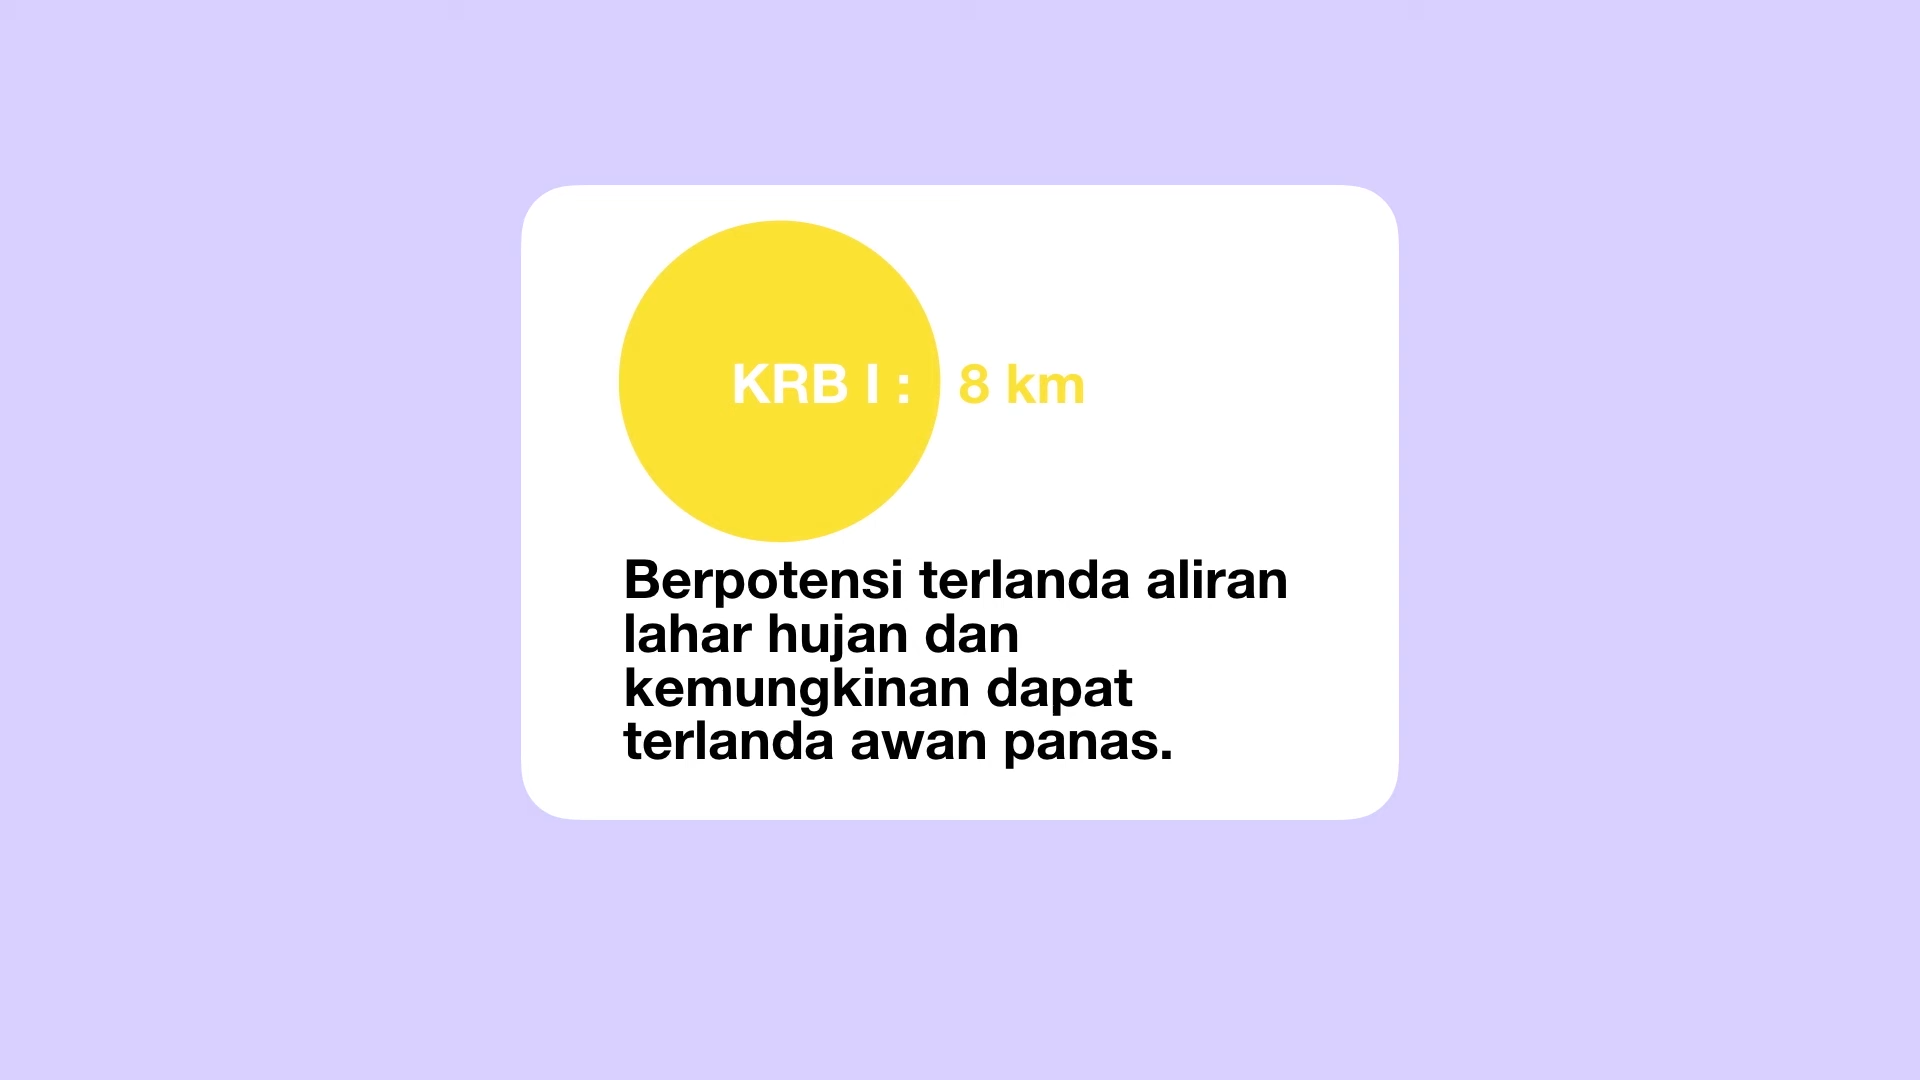 KRB I : 8 km
Berpotensi terlanda aliran
lahar hujan dan
kemungkinan dapat
terlanda awan panas.